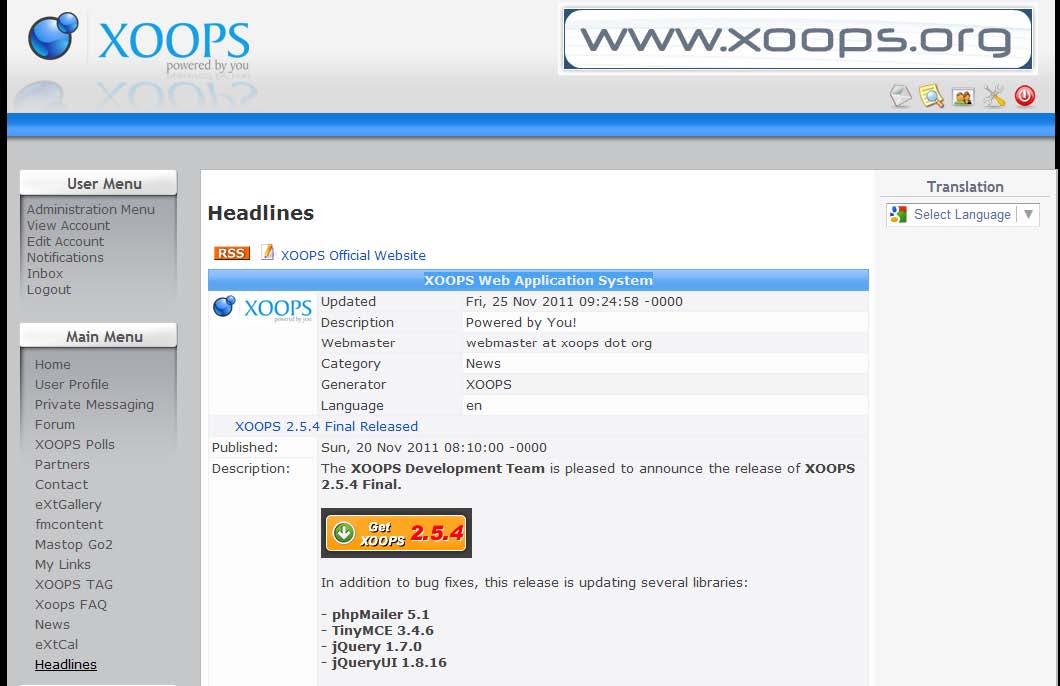 XOOPS
powered by you
www.xoops.org
User Menu
Administration Menu
View Account
Edit Account
Notifications
Inbox
Logout
Main Menu
Home
User Profile
Private Messaging
Forum
XOOPS Polls
Partners
Contact
eXtGallery
fmcontent
Mastop Go2
My Links
XOOPS TAG
Xoops FAQ
News
eXtCal
Headlines
Headlines
RSS XOOPS Official Website
XOOPS Web Application System
XOOPS
powered by you
Updated Fri, 25 Nov 2011 09:24:58 -0000
Description Powered by You!
Webmaster webmaster at xoops dot org
Category News
Generator XOOPS
Language en
XOOPS 2.5.4 Final Released
Published: Sun, 20 Nov 2011 08:10:00 -0000
Description: The XOOPS Development Team is pleased to announce the release of XOOPS
2.5.4 Final.
Get
XOOPS 2.5.4
In addition to bug fixes, this release is updating several libraries:
- phpMailer 5.1
- TinyMCE 3.4.6
- jQuery 1.7.0
- jQueryUI 1.8.16
Translation
Select Language